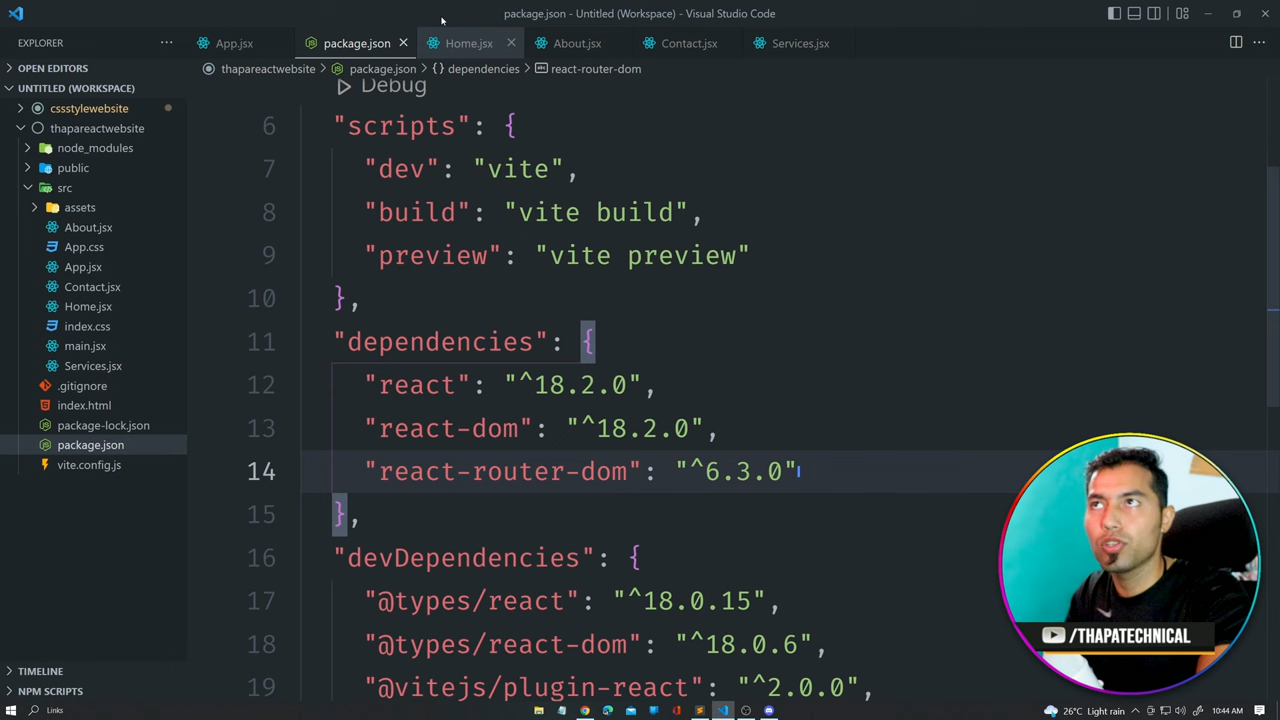 package.json - Untitled (Workspace) - Visual Studio Code
EXPLORER
App.jsx
package.json
Home.jsx
About.jsx
Contact.jsx
Services.jsx
OPEN EDITORS
thapareactwebsite > package.json > {} dependencies > react-router-dom
UNTITLED (WORKSPACE)
cssstylewebsite
thapareactwebsite
node_modules
public
src
assets
About.jsx
App.css
App.jsx
Contact.jsx
Home.jsx
index.css
main.jsx
Services.jsx
.gitignore
index.html
package-lock.json
package.json
vite.config.js
TIMELINE
NPM SCRIPTS
Debug
6 "scripts": {
7 "dev": "vite",
8 "build": "vite build",
9 "preview": "vite preview"
10 },
11 "dependencies": {
12 "react": "^18.2.0",
13 "react-dom": "^18.2.0",
14 "react-router-dom": "^6.3.0"
15 },
16 "devDependencies": {
17 "@types/react": "^18.0.15",
18 "@types/react-dom": "^18.0.6",
19 "@vitejs/plugin-react": "^2.0.0",
/THAPATECHNICAL
Links
26°C Light rain
10:44 AM